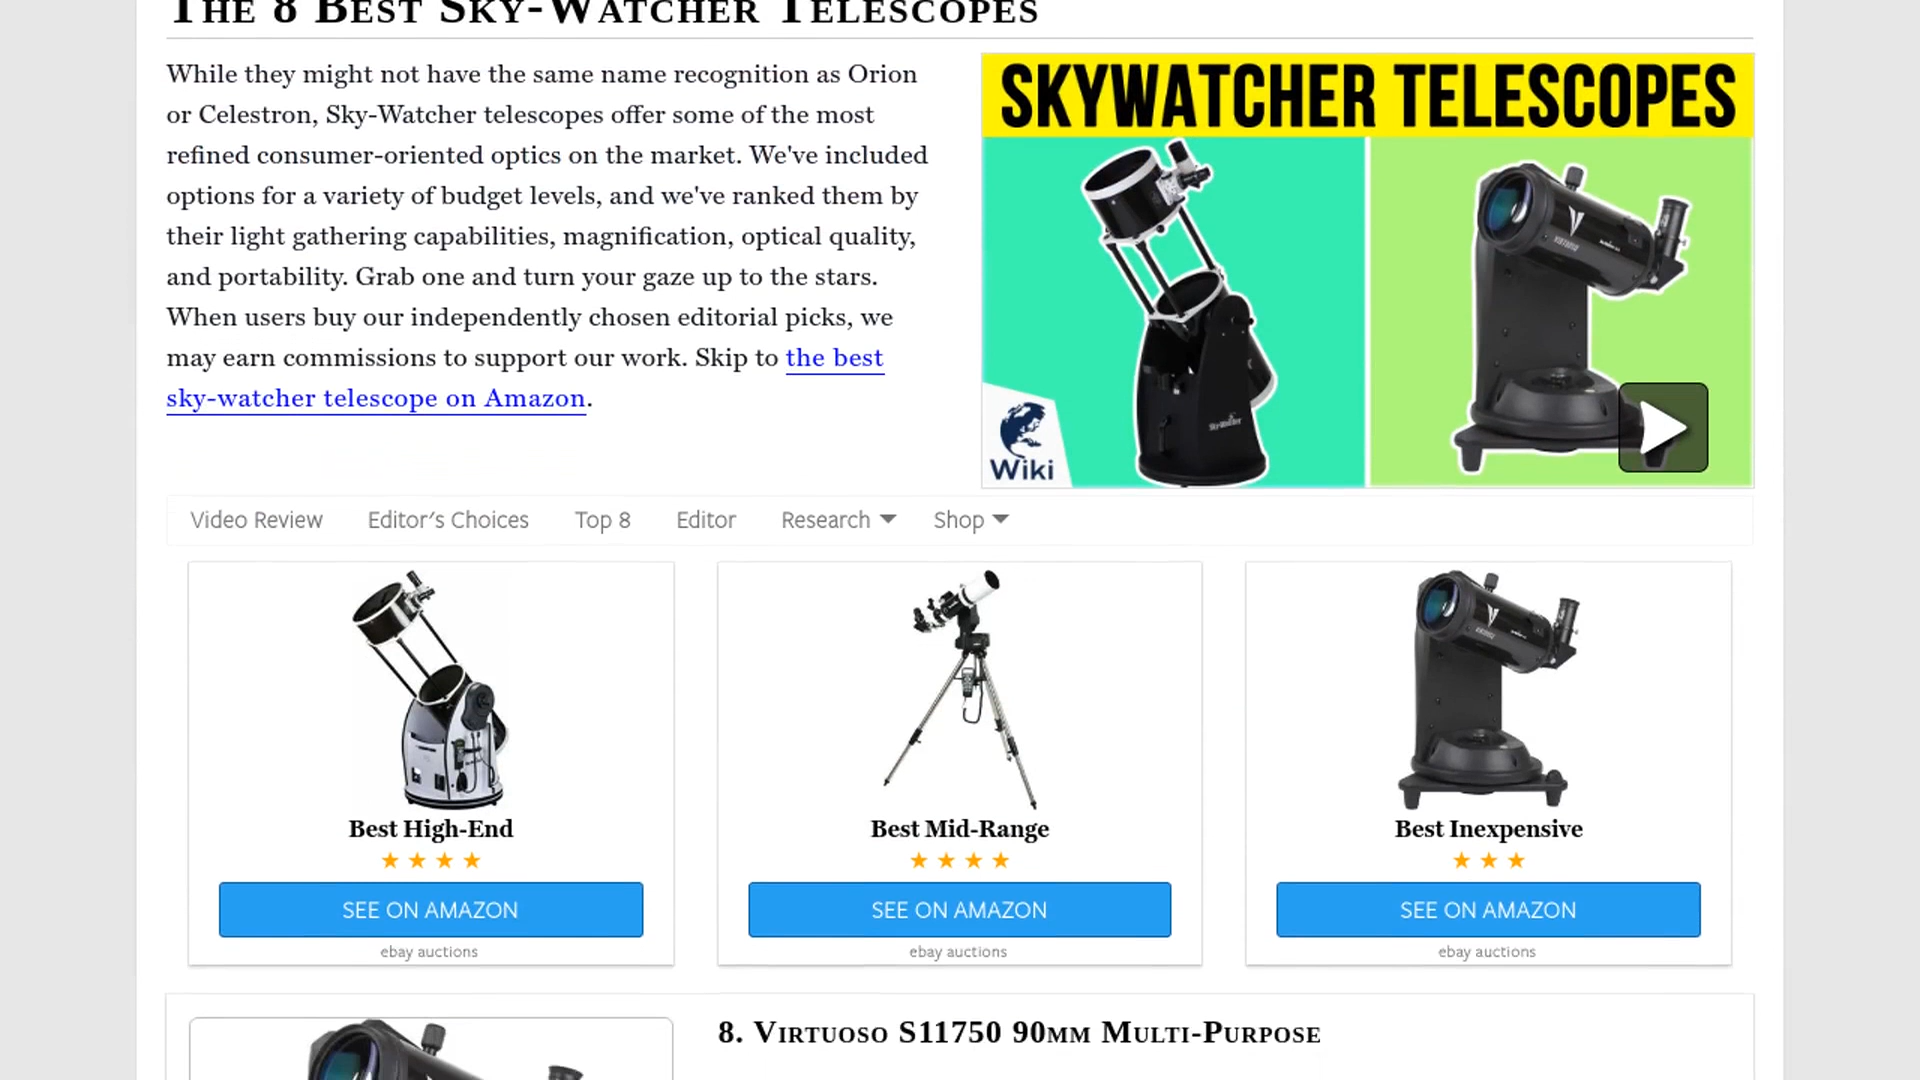 The 8 Best Sky-Watcher Telescopes
While they might not have the same name recognition as Orion
or Celestron, Sky-Watcher telescopes offer some of the most
refined consumer-oriented optics on the market. We've included
options for a variety of budget levels, and we've ranked them by
their light gathering capabilities, magnification, optical quality,
and portability. Grab one and turn your gaze up to the stars.
When users buy our independently chosen editorial picks, we
may earn commissions to support our work. Skip to the best
sky-watcher telescope on Amazon.
SKYWATCHER TELESCOPES
VIRTUOSO
Sky-Watcher
Wiki
Video Review
Editor's Choices
Top 8
Editor
Research
Shop
Best High-End
★ ★ ★ ★
SEE ON AMAZON
ebay auctions
Best Mid-Range
★ ★ ★ ★
SEE ON AMAZON
ebay auctions
VIRTUOSO
Best Inexpensive
★ ★ ★
SEE ON AMAZON
ebay auctions
8. Virtuoso S11750 90mm Multi-Purpose